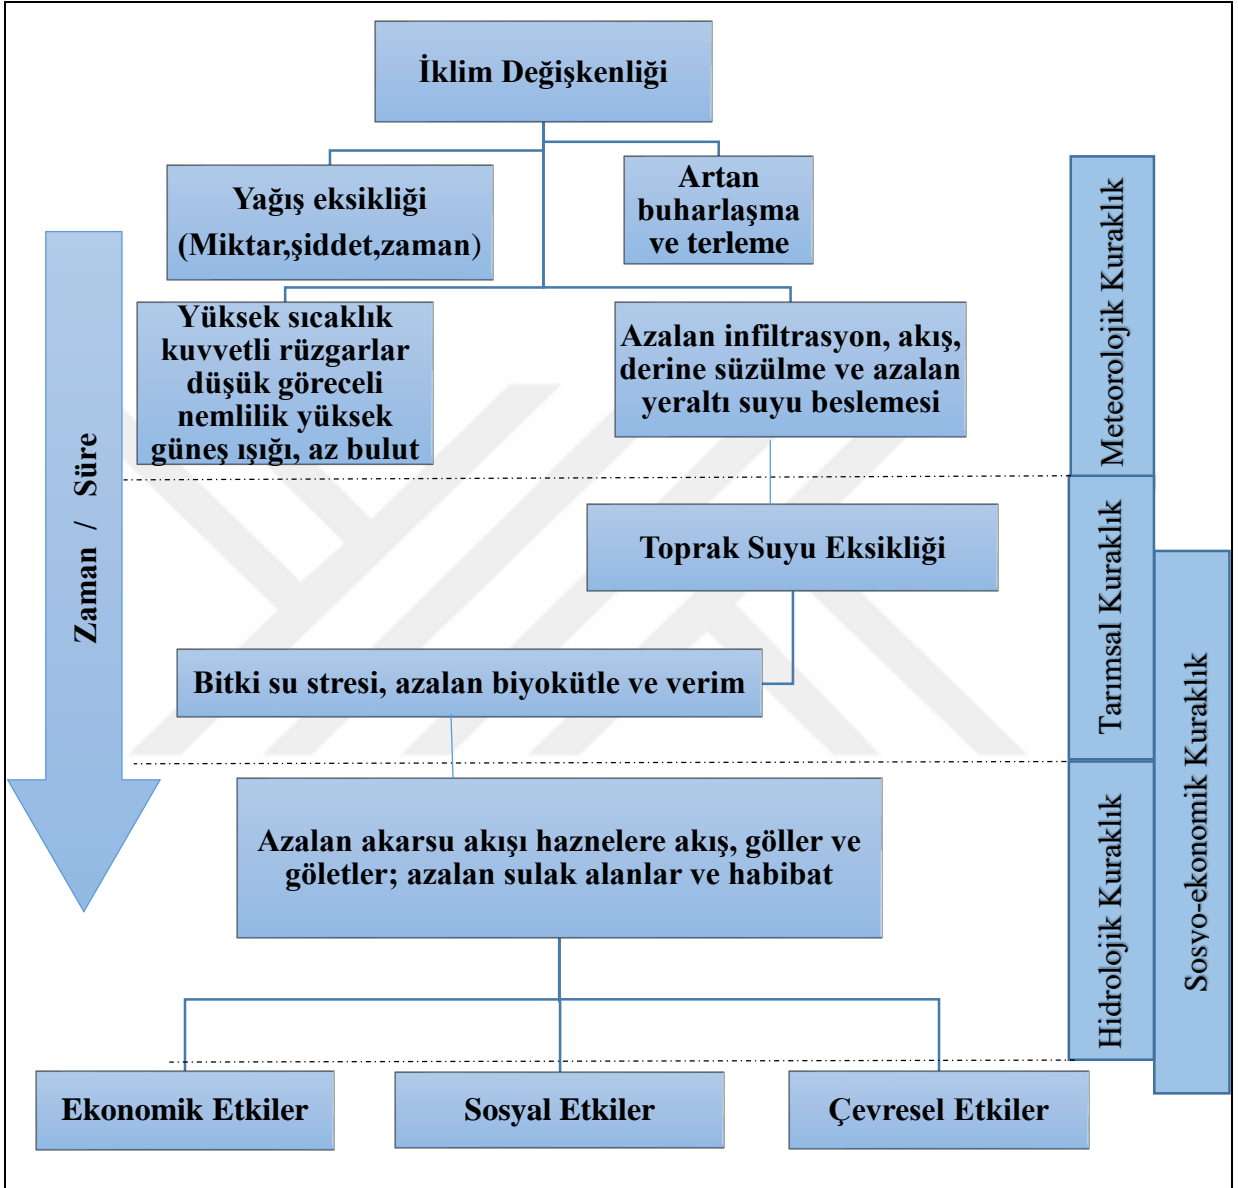 İklim Değişkenliği
Yağış eksikliği
(Miktar,şiddet,zaman)
Artan
buharlaşma
ve terleme
Yüksek sıcaklık
kuvvetli rüzgarlar
düşük göreceli
nemlilik yüksek
güneş ışığı, az bulut
Azalan infiltrasyon, akış,
derine süzülme ve azalan
yeraltı suyu beslemesi
Toprak Suyu Eksikliği
Bitki su stresi, azalan biyokütle ve verim
Azalan akarsu akışı haznelere akış, göller ve
göletler; azalan sulak alanlar ve habibat
Ekonomik Etkiler
Sosyal Etkiler
Çevresel Etkiler
Zaman / Süre
Meteorolojik Kuraklık
Tarımsal Kuraklık
Hidrolojik Kuraklık
Sosyo-ekonomik Kuraklık